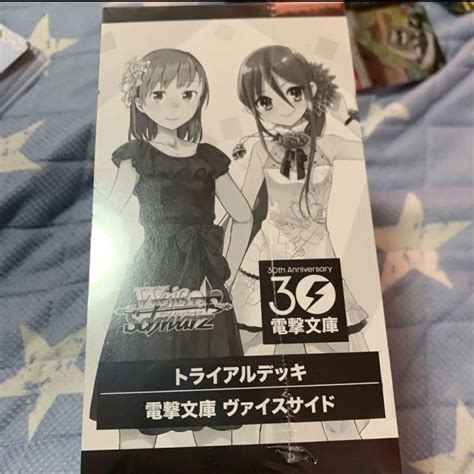 Weiß
Schwarz
30th Anniversary
30
電撃文庫
トライアルデッキ
電撃文庫 ヴァイスサイド